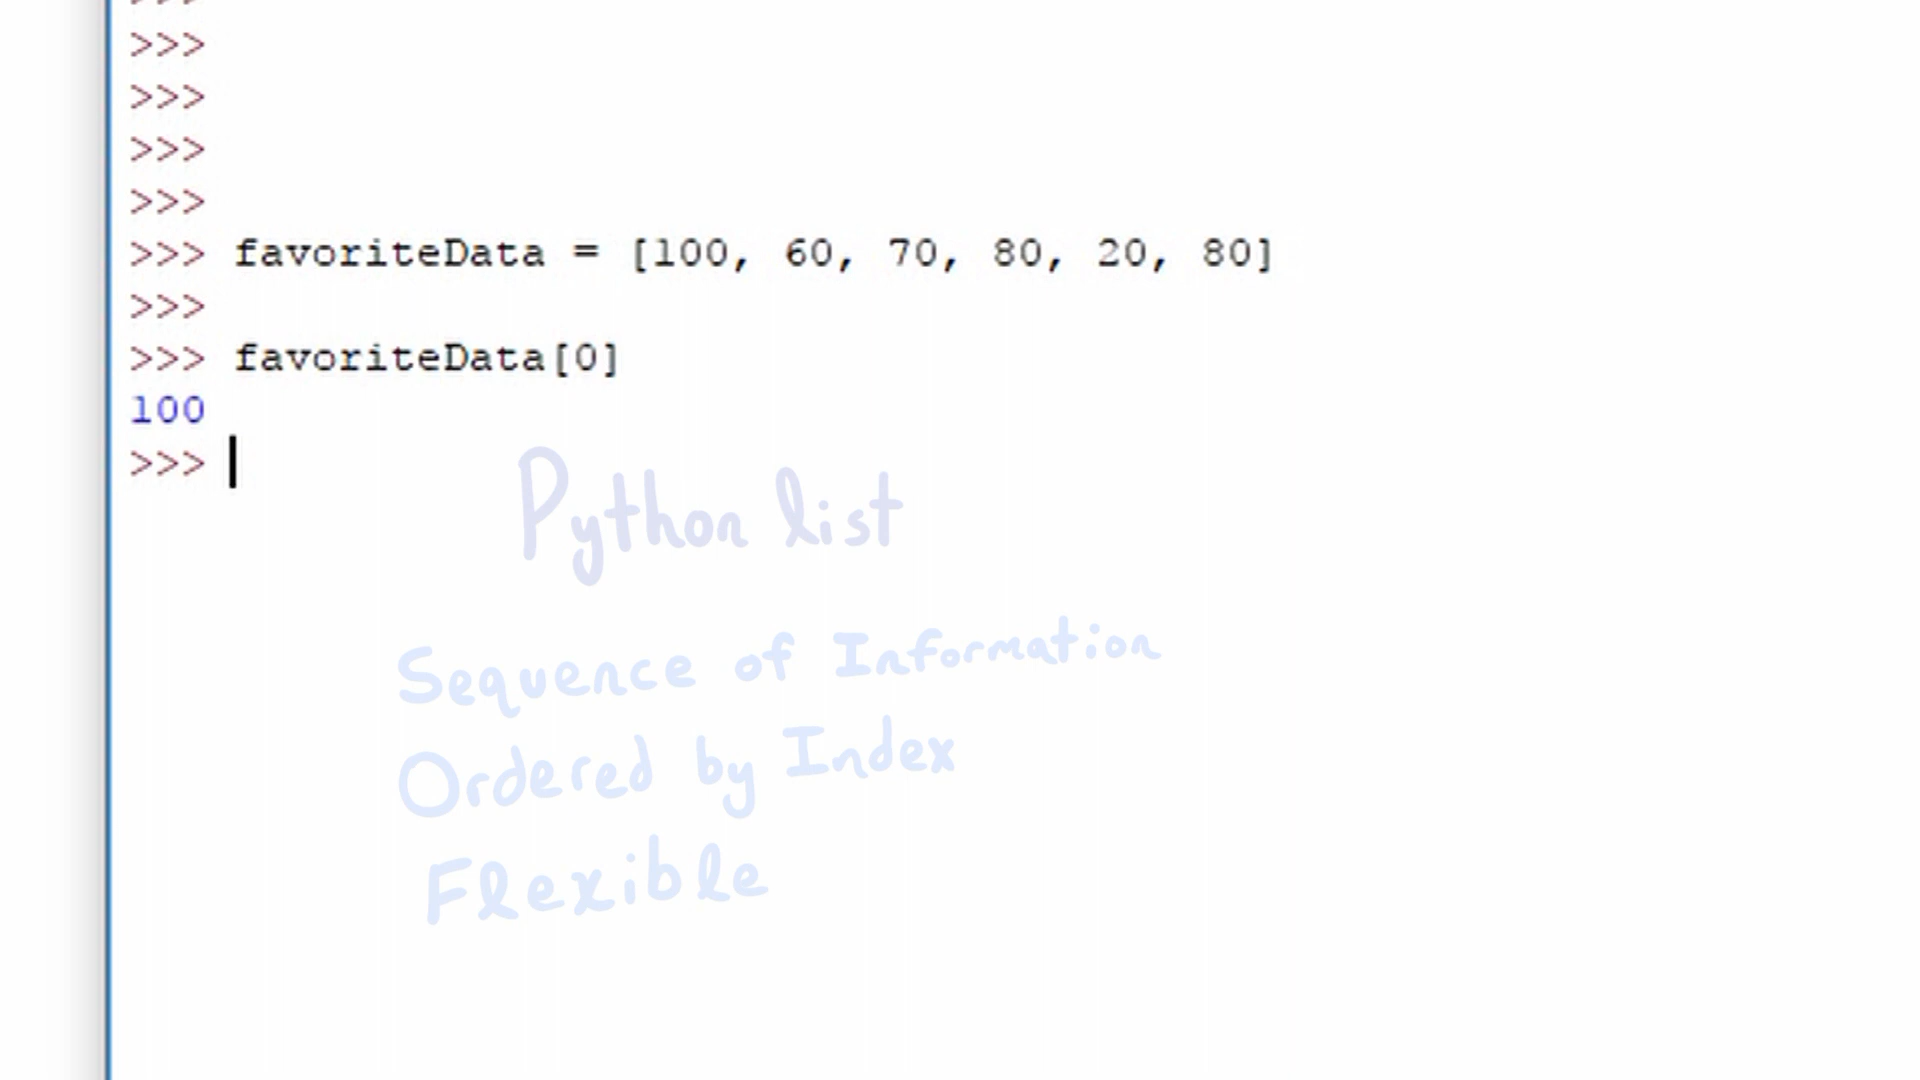 >>>
>>>
>>>
>>>
>>>
>>> favoriteData = [100, 60, 70, 80, 20, 80]
>>>
>>> favoriteData[0]
100
>>>
Python list
Sequence of Information
Ordered by Index
Flexible